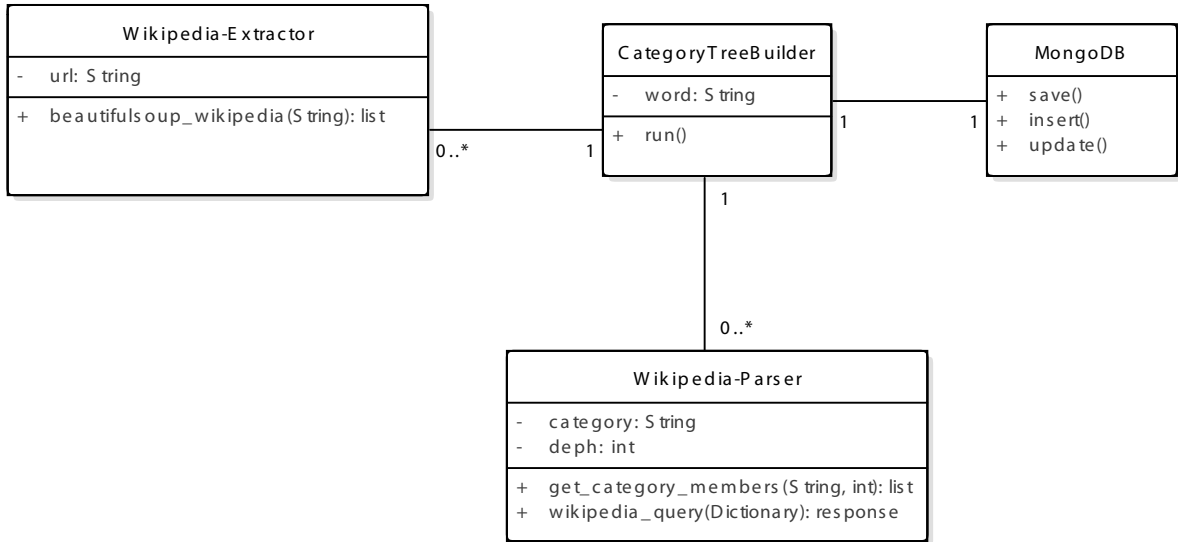 Wikipedia-Extractor
- url: String
+ beautifulsoup_wikipedia(String): list
0..*
1
CategoryTreeBuilder
- word: String
+ run()
1
1
MongoDB
+ save()
+ insert()
+ update()
1
0..*
Wikipedia-Parser
- category: String
- deph: int
+ get_category_members(String, int): list
+ wikipedia_query(Dictionary): response